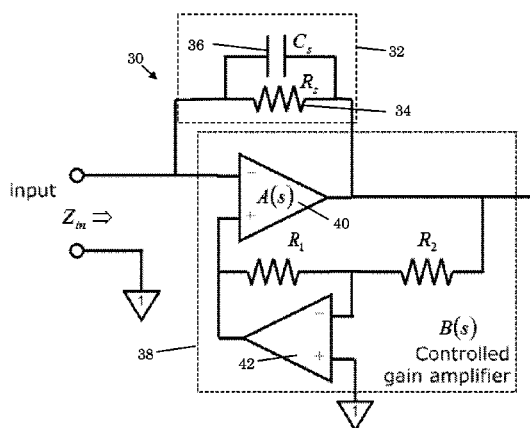 36
C_s
32
30
R_s
34
input
−
A(s)
40
+
Z_in ⇒
R_1
R_2
−
B(s)
1
38
42
+
Controlled
gain amplifier
1